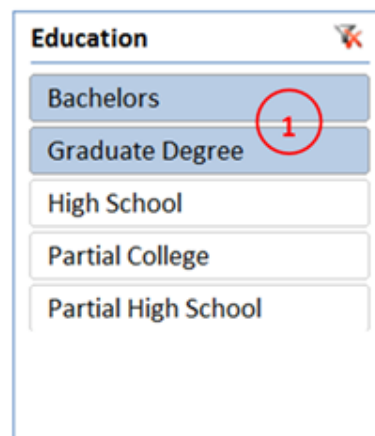 Education
Bachelors
1
Graduate Degree
High School
Partial College
Partial High School